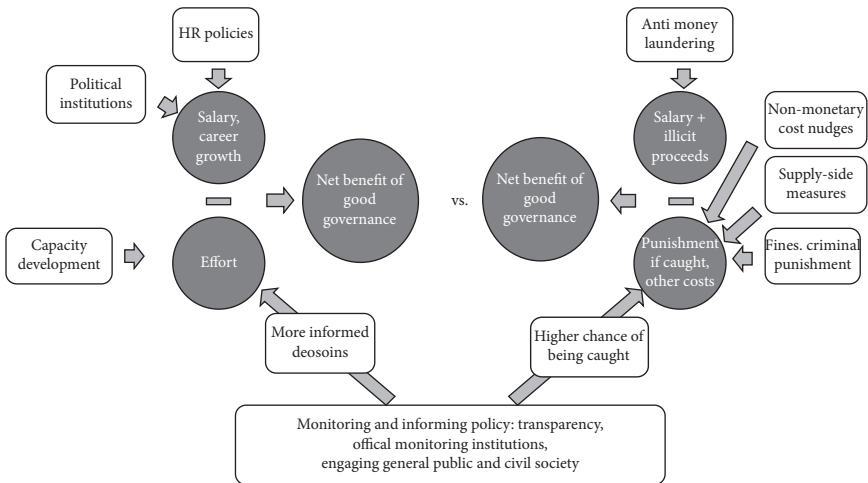 HR policies
Political
institutions
Salary,
career
growth
Net benefit of
good
governance
Capacity
development
Effort
vs.
Anti money
laundering
Salary +
illicit
proceeds
Net benefit of
good
governance
Punishment
if caught,
other costs
Non-monetary
cost nudges
Supply-side
measures
Fines. criminal
punishment
More informed
deosoins
Higher chance of
being caught
Monitoring and informing policy: transparency,
offical monitoring institutions,
engaging general public and civil society